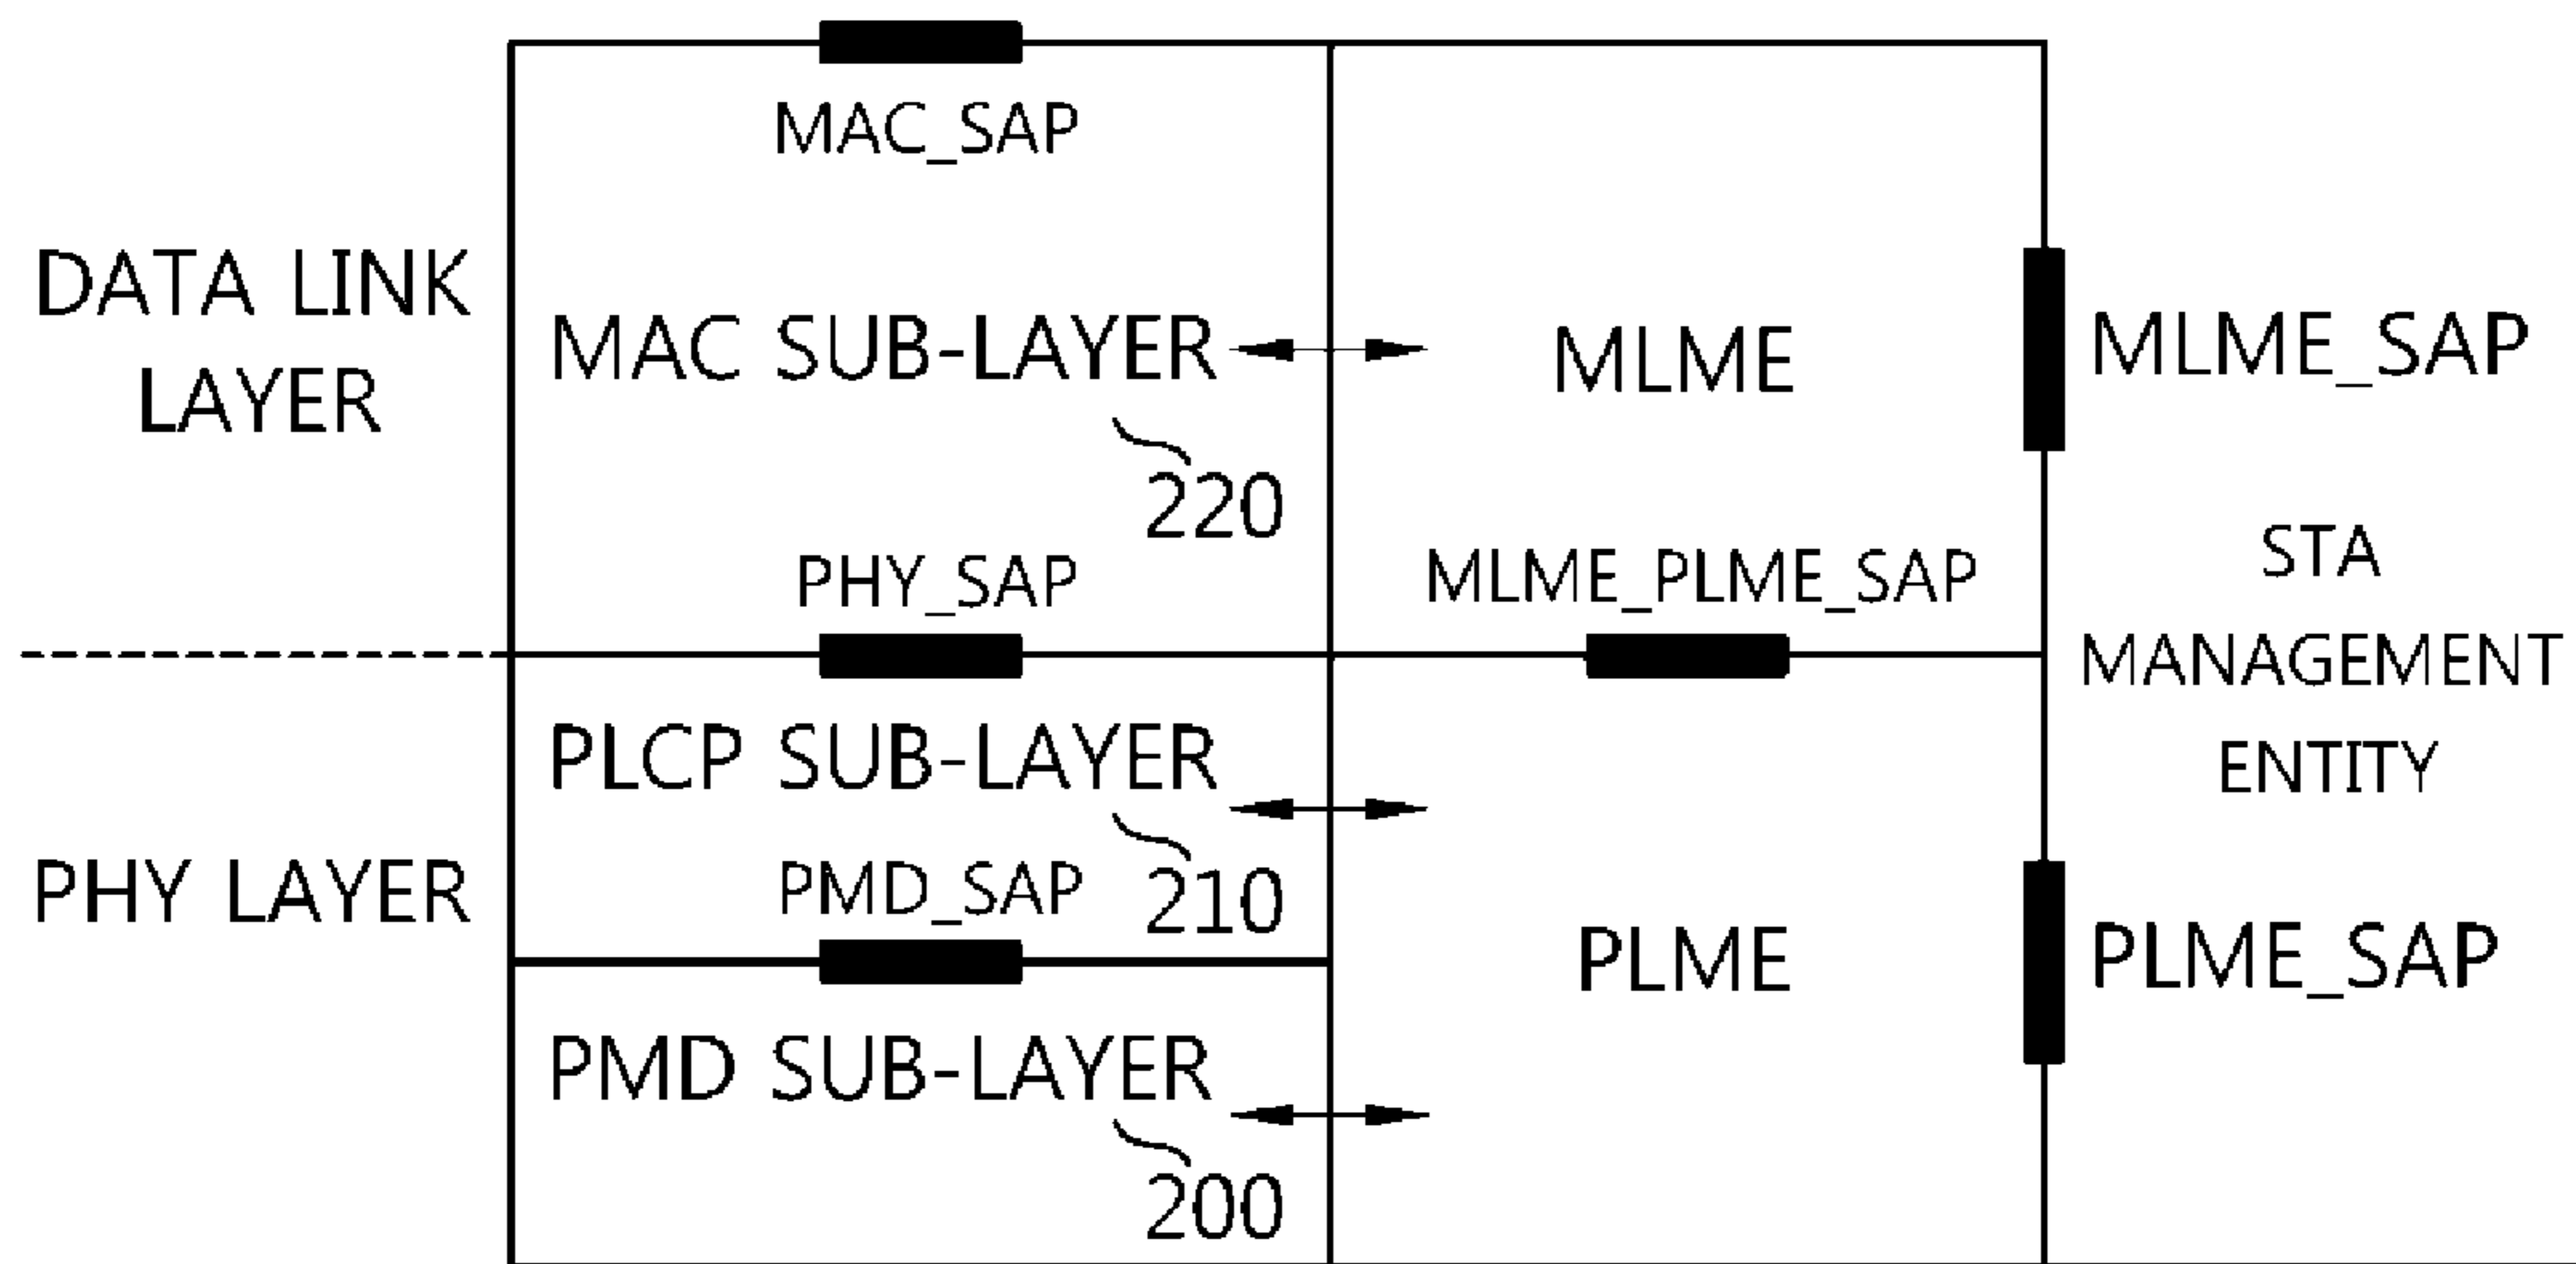 MAC_SAP
DATA LINK
LAYER
MAC SUB-LAYER
MLME
MLME_SAP
220
PHY_SAP
MLME_PLME_SAP
STA
MANAGEMENT
ENTITY
PLCP SUB-LAYER
210
PHY LAYER
PMD_SAP
PLME
PLME_SAP
PMD SUB-LAYER
200